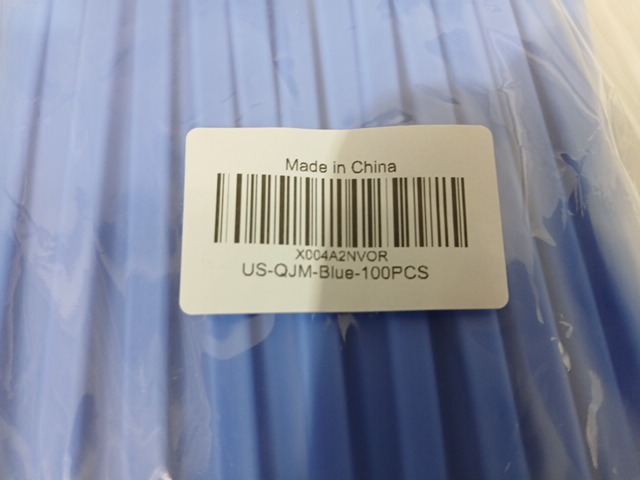 Made in China
X004A2NVOR
US-QJM-Blue-100PCS